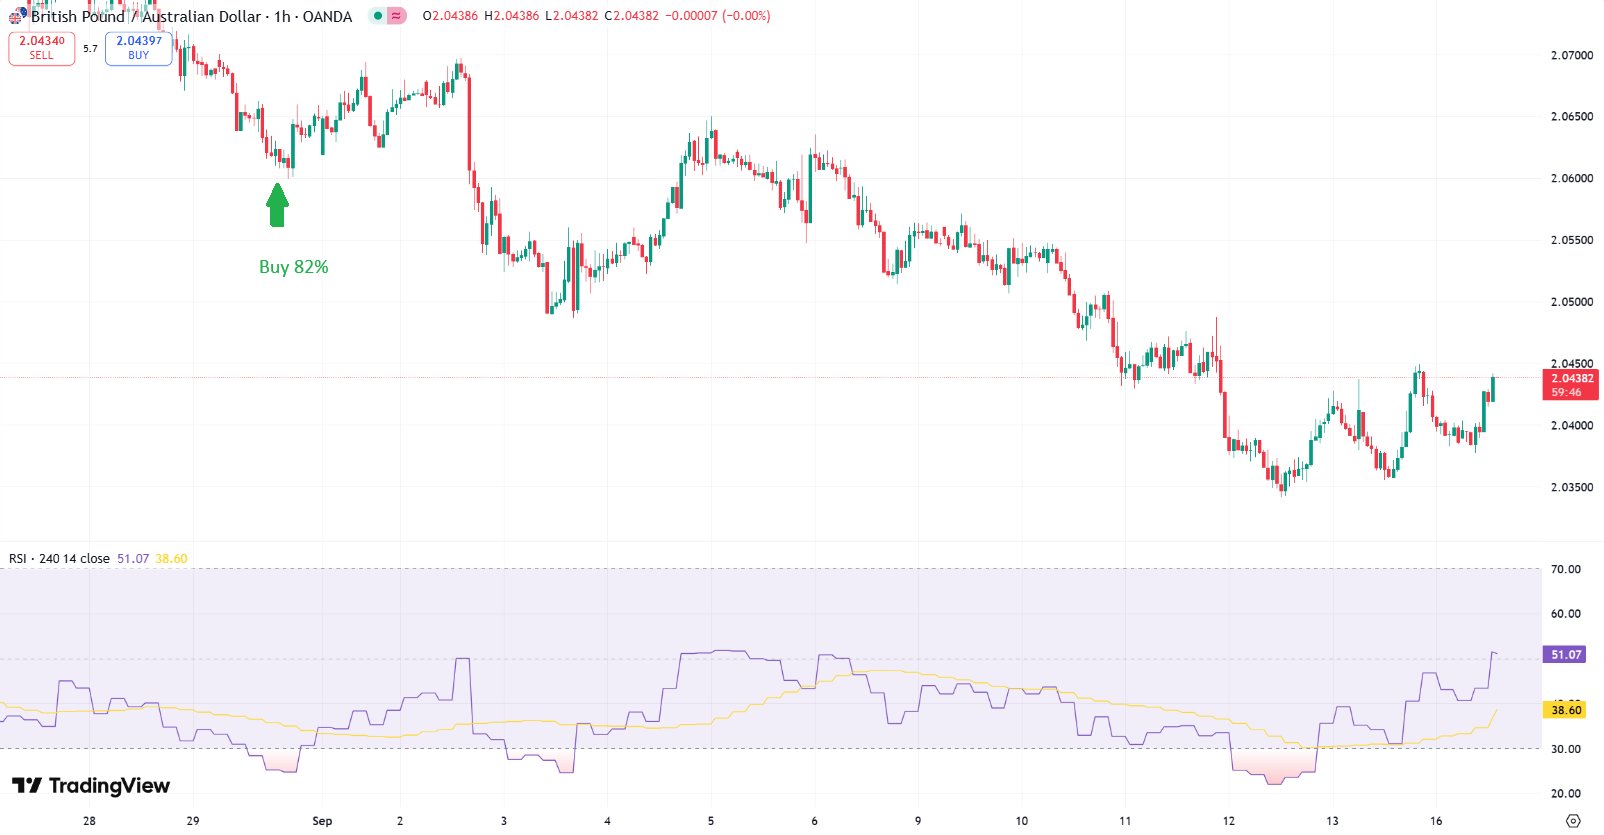 British Pound / Australian Dollar · 1h · OANDA ≈ O2.04386 H2.04386 L2.04382 C2.04382 −0.00007 (−0.00%)
2.04340 SELL 5.7 2.04397 BUY
2.07000
2.06500
2.06000
Buy 82%
2.05500
2.05000
2.04500
2.04382
59:46
2.04000
2.03500
RSI · 240 14 close 51.07 38.60
70.00
60.00
51.07
38.60
30.00
20.00
TradingView
28 29 Sep 2 3 4 5 6 9 10 11 12 13 16